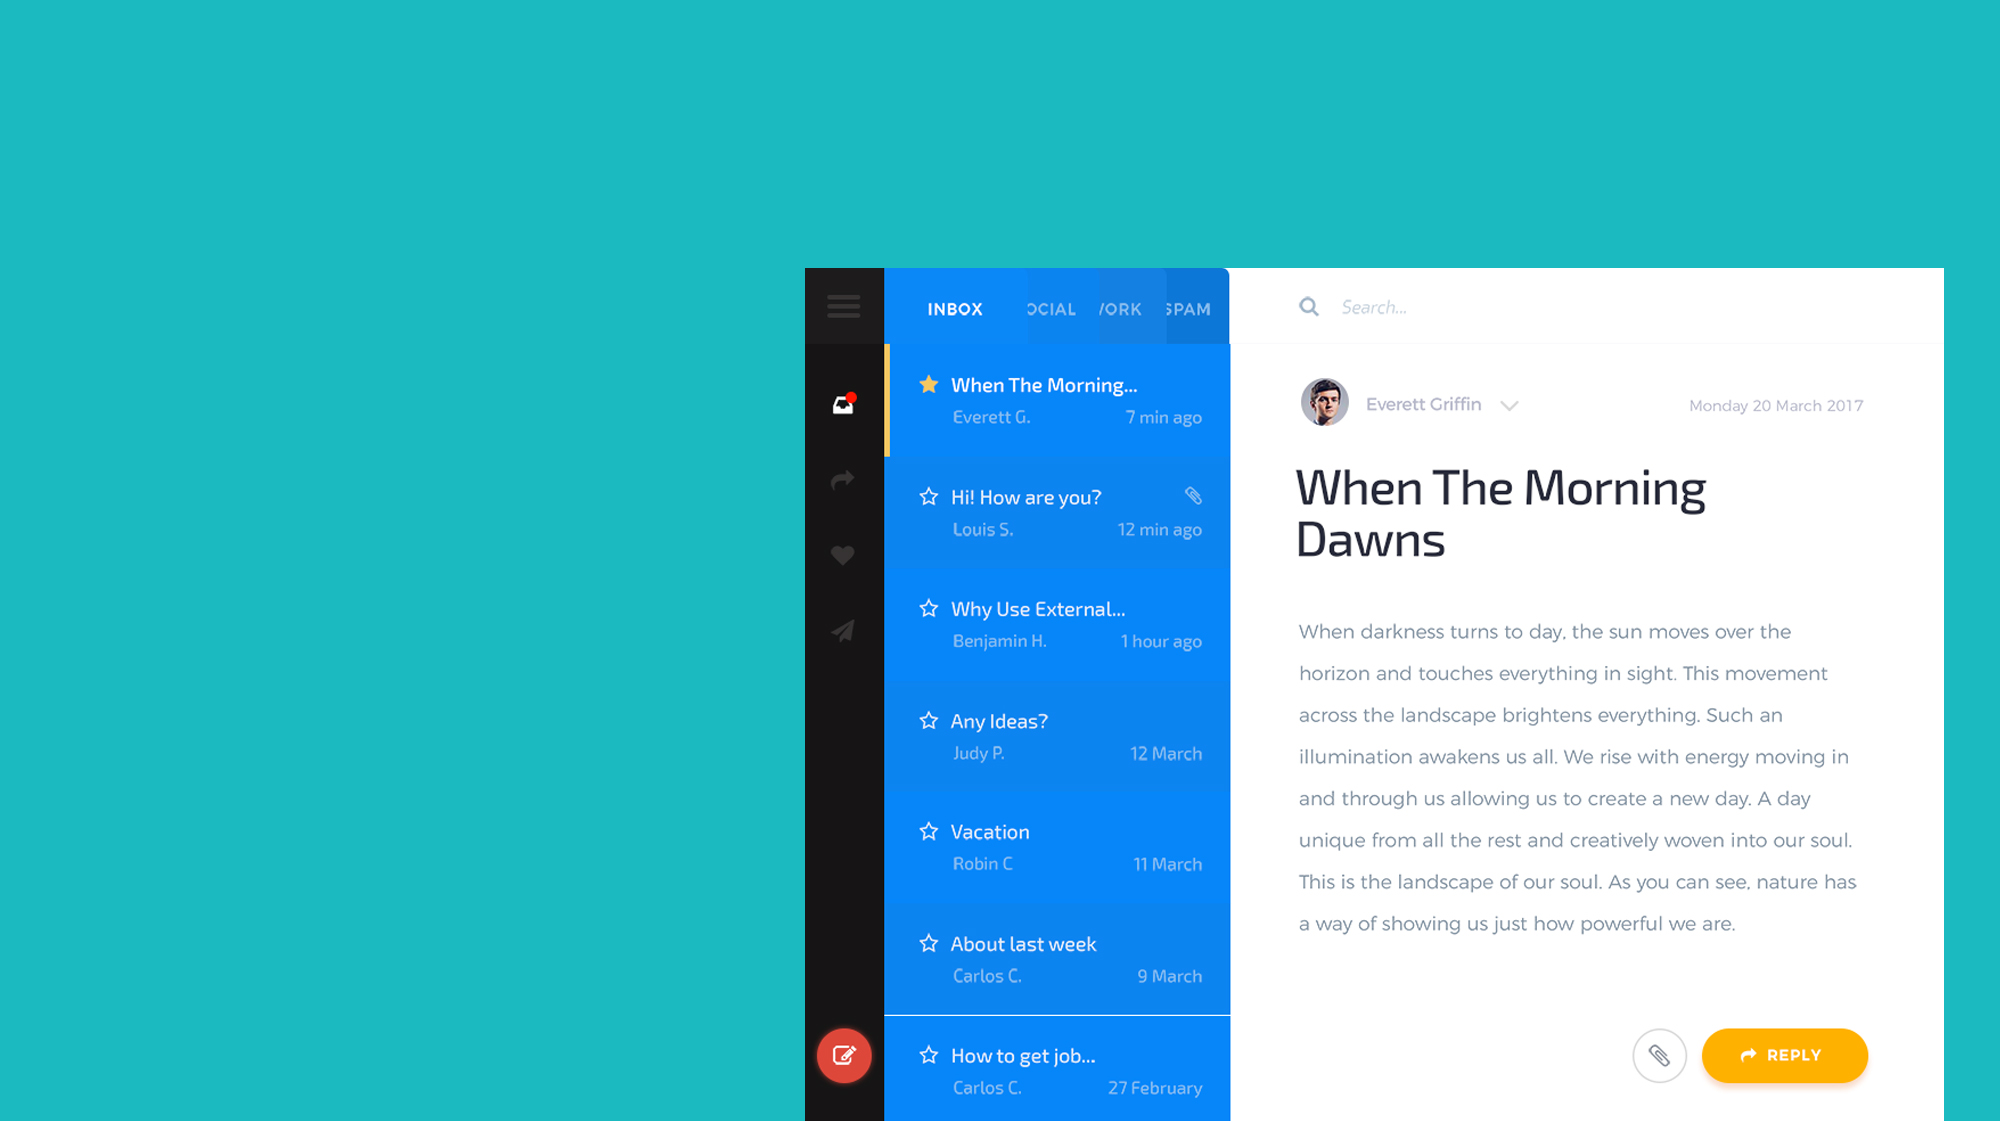 INBOX
OCIAL
ORK
SPAM
Search...
When The Morning...
Everett G.
7 min ago
Hi! How are you?
Louis S.
12 min ago
Why Use External...
Benjamin H.
1 hour ago
Any Ideas?
Judy P.
12 March
Vacation
Robin C
11 March
About last week
Carlos C.
9 March
How to get job...
Carlos C.
27 February
Everett Griffin
Monday 20 March 2017
When The Morning
Dawns
When darkness turns to day, the sun moves over the
horizon and touches everything in sight. This movement
across the landscape brightens everything. Such an
illumination awakens us all. We rise with energy moving in
and through us allowing us to create a new day. A day
unique from all the rest and creatively woven into our soul.
This is the landscape of our soul. As you can see, nature has
a way of showing us just how powerful we are.
REPLY